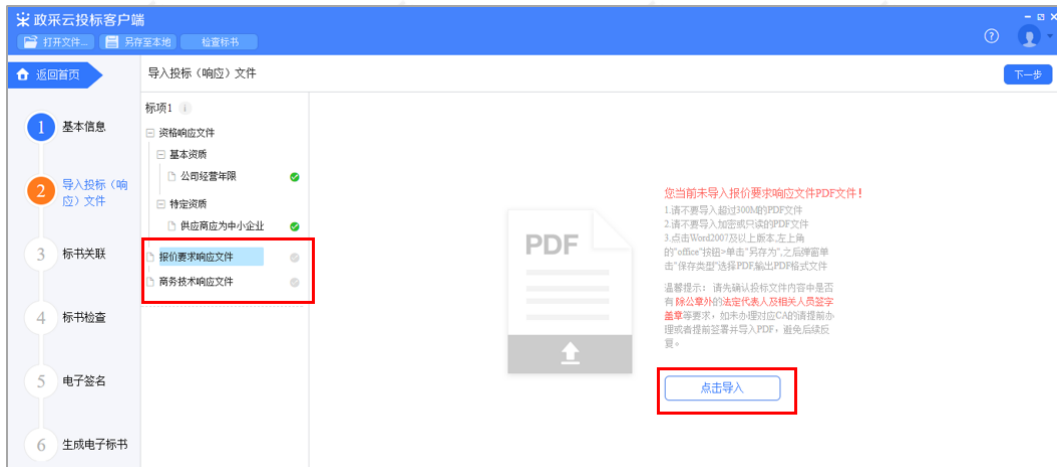 采 政采云投标客户端
打开文件... 另存至本地 检查标书
返回首页
导入投标（响应）文件
下一步
标项1
1 基本信息
资格响应文件
基本资质
公司经营年限
2 导入投标（响
应）文件
特定资质
供应商应为中小企业
3 标书关联
报价要求响应文件
商务技术响应文件
4 标书检查
5 电子签名
6 生成电子标书
PDF
您当前未导入报价要求响应文件PDF文件！
1.请不要导入超过300M的PDF文件
2.请不要导入加密或只读的PDF文件
3.点击Word2007及以上版本,左上角
的"office"按钮>单击"另存为",之后弹窗单
击"保存类型"选择PDF,输出PDF格式文件
温馨提示：请先确认投标文件内容中是否
有 除公章外的法定代表人及相关人员签字
盖章等要求，如未办理对应CA的请提前办
理或者提前签署并导入PDF，避免后续反
复。
点击导入